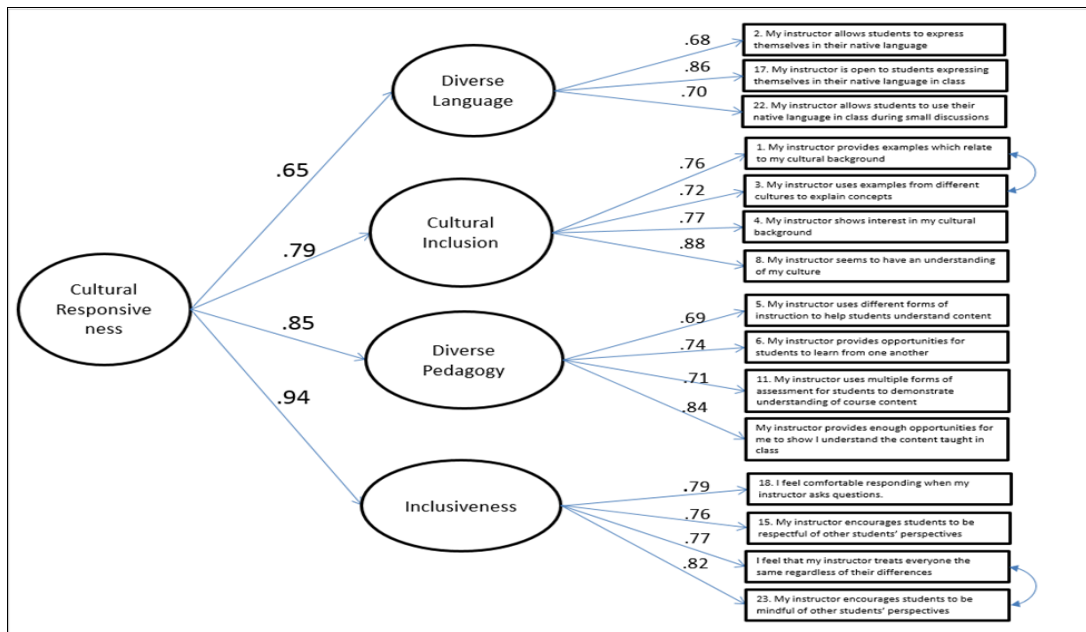 Cultural
Responsive
ness
.65
.79
.85
.94
Diverse
Language
.68
.86
.70
2. My instructor allows students to express
themselves in their native language
17. My instructor is open to students expressing
themselves in their native language in class
22. My instructor allows students to use their
native language in class during small discussions
Cultural
Inclusion
.76
.72
.77
.88
1. My instructor provides examples which relate
to my cultural background
3. My instructor uses examples from different
cultures to explain concepts
4. My instructor shows interest in my cultural
background
8. My instructor seems to have an understanding
of my culture
Diverse
Pedagogy
.69
.74
.71
.84
5. My instructor uses different forms of
instruction to help students understand content
6. My instructor provides opportunities for
students to learn from one another
11. My instructor uses multiple forms of
assessment for students to demonstrate
understanding of course content
My instructor provides enough opportunities for
me to show I understand the content taught in
class
Inclusiveness
.79
.76
.77
.82
18. I feel comfortable responding when my
instructor asks questions.
15. My instructor encourages students to be
respectful of other students' perspectives
I feel that my instructor treats everyone the
same regardless of their differences
23. My instructor encourages students to be
mindful of other students' perspectives